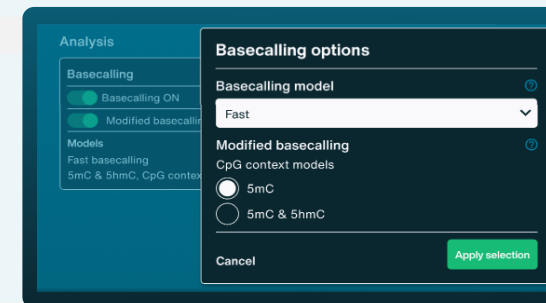 Analysis
Basecalling
Basecalling ON
Modified
Models
Fast basecalling
5mC & 5hmC, CpG
Basecalling options
Basecalling model
Fast
Modified basecalling
CpG context models
5mC
5mC & 5hmC
Cancel
Apply selection